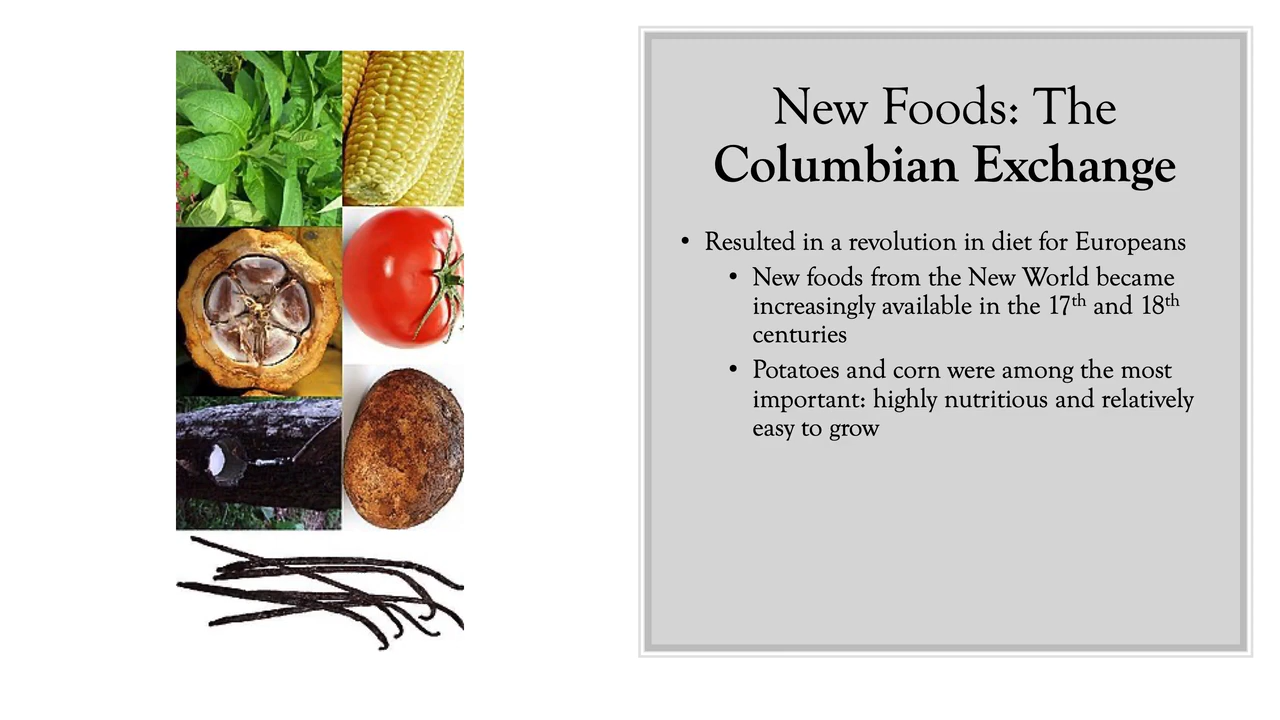 New Foods: The
Columbian Exchange
• Resulted in a revolution in diet for Europeans
• New foods from the New World became
increasingly available in the 17th and 18th
centuries
• Potatoes and corn were among the most
important: highly nutritious and relatively
easy to grow